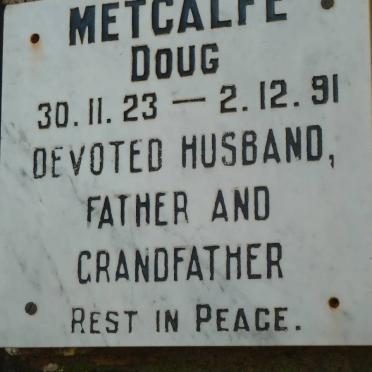 METCALFE
DOUG
30.11.23 — 2.12.91
DEVOTED HUSBAND,
FATHER AND
GRANDFATHER
REST IN PEACE.